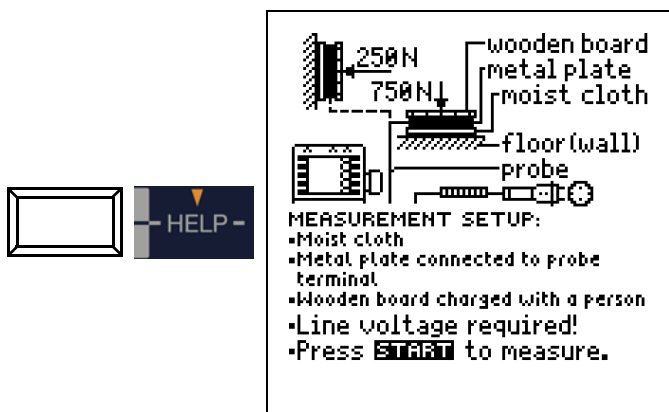 wooden board
250N
metal plate
750N
moist cloth
floor(wall)
probe
HELP
MEASUREMENT SETUP:
▪Moist cloth
▪Metal plate connected to probe
terminal
▪Wooden board charged with a person
▪Line voltage required!
▪Press START to measure.